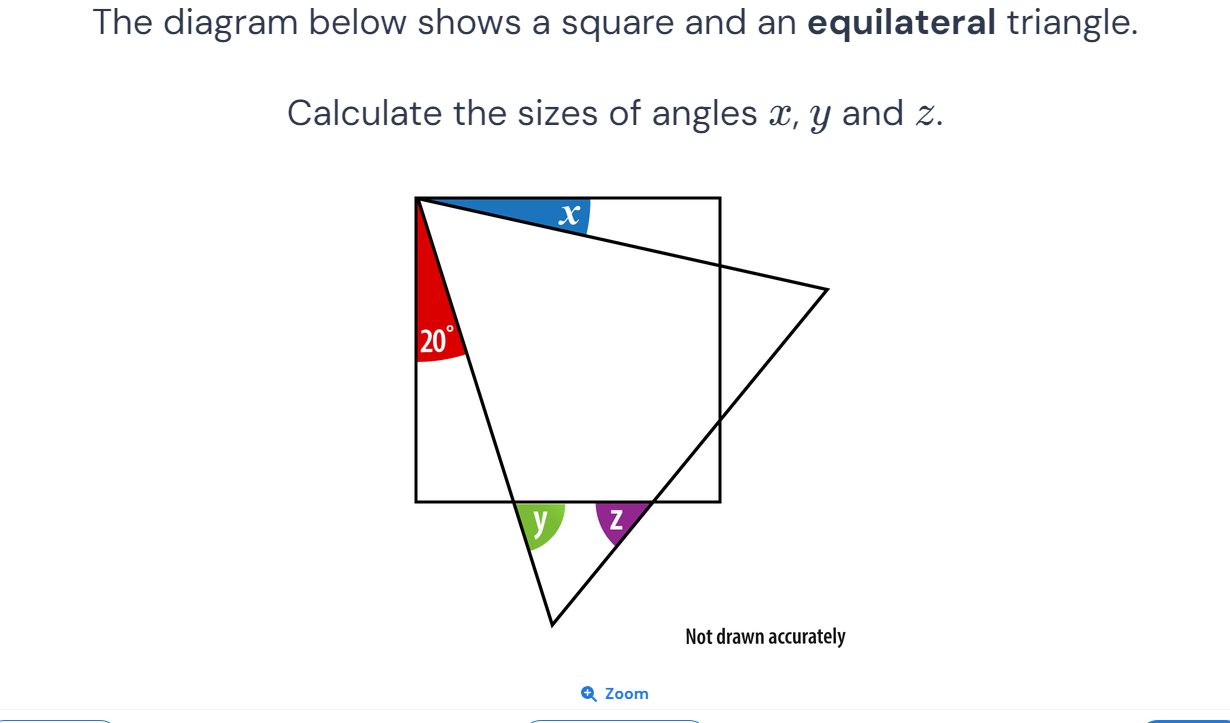 The diagram below shows a square and an equilateral triangle.
Calculate the sizes of angles x, y and z.
x
20°
y
z
Not drawn accurately
Zoom